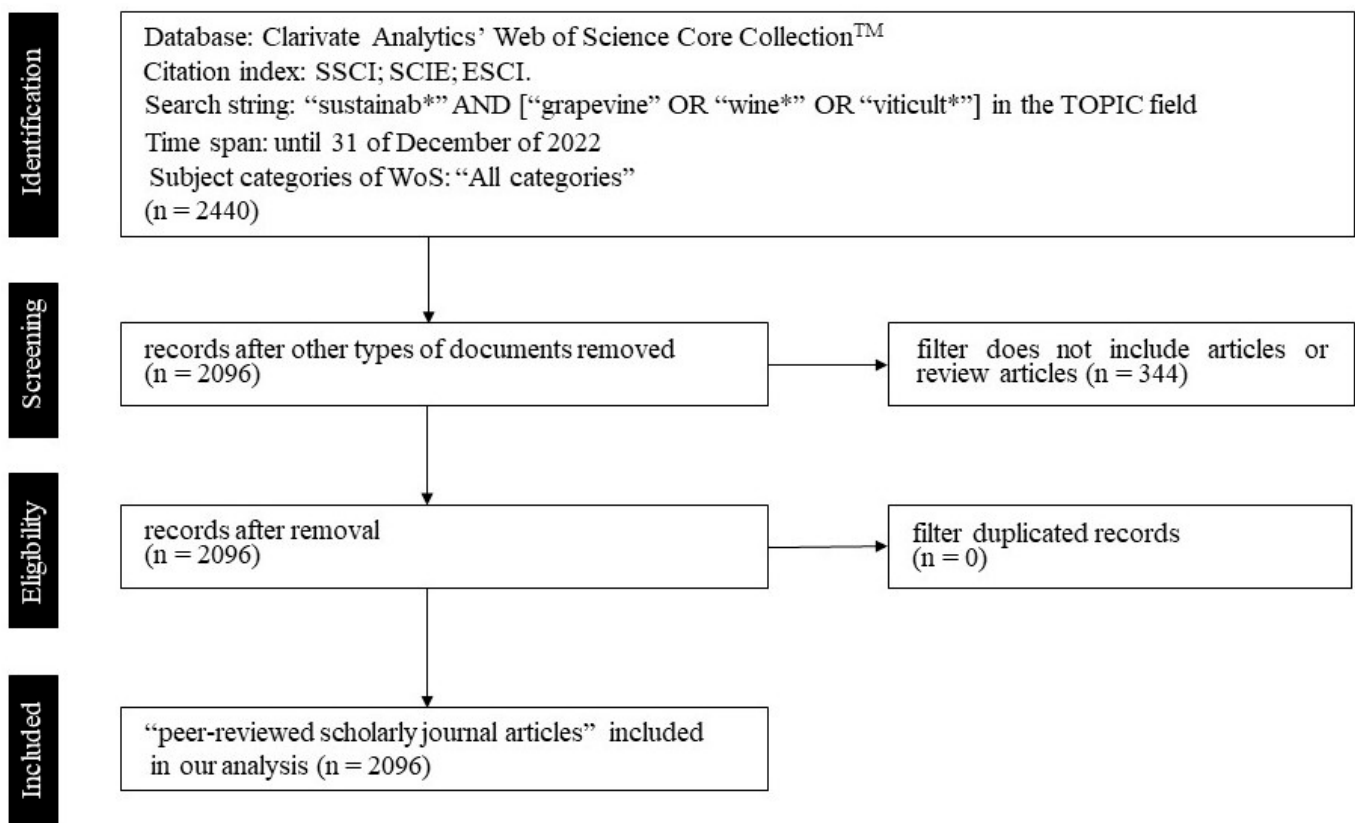 Identification
Database: Clarivate Analytics’ Web of Science Core Collection™
Citation index: SSCI; SCIE; ESCI.
Search string: “sustainab*” AND [“grapevine” OR “wine*” OR “viticult*”] in the TOPIC field
Time span: until 31 of December of 2022
Subject categories of WoS: “All categories”
(n = 2440)
Screening
records after other types of documents removed
(n = 2096)
filter does not include articles or
review articles (n = 344)
Eligibility
records after removal
(n = 2096)
filter duplicated records
(n = 0)
Included
“peer-reviewed scholarly journal articles” included
in our analysis (n = 2096)